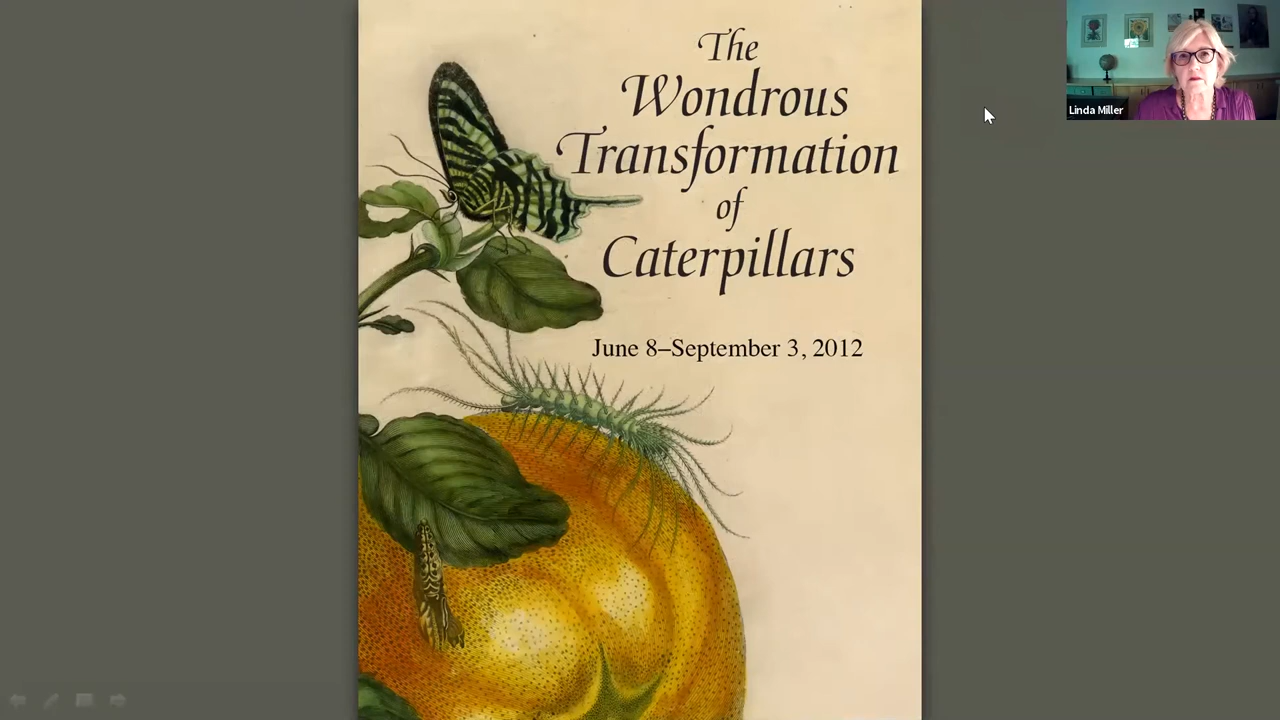 The
Wondrous
Transformation
of
Caterpillars
June 8–September 3, 2012
Linda Miller